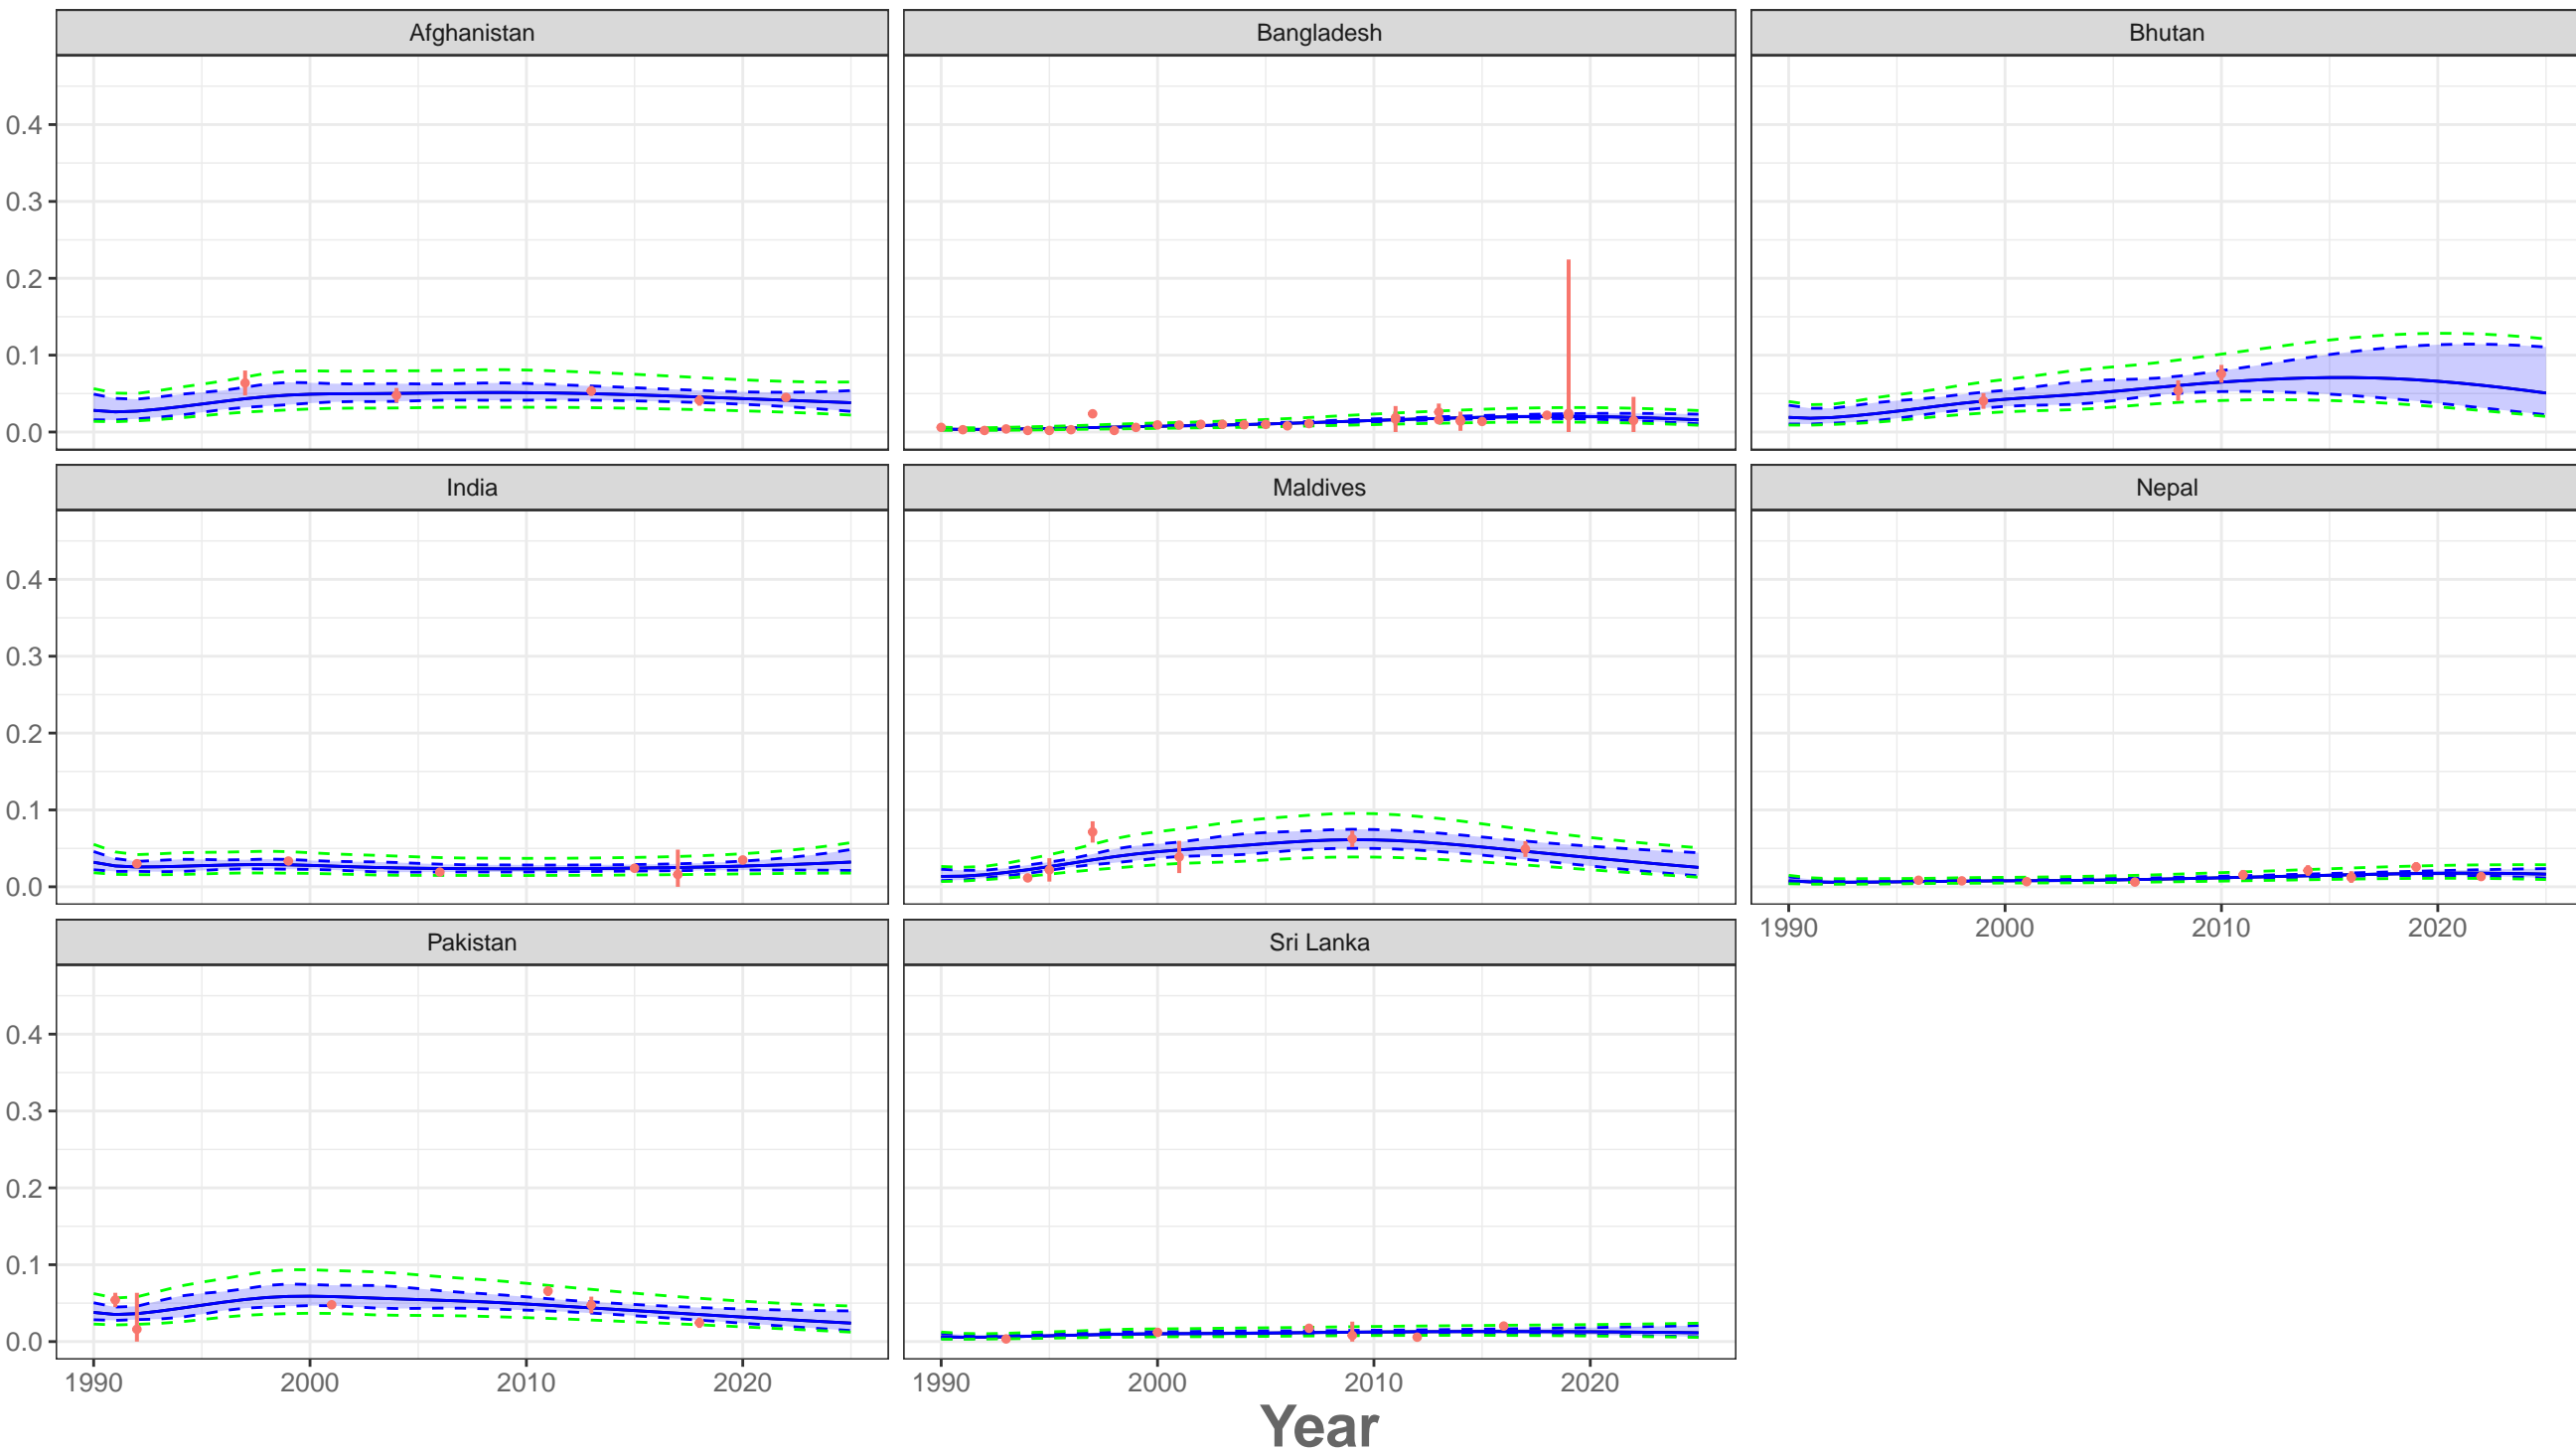 Afghanistan Bangladesh Bhutan
0.4
0.3
0.2
0.1
0.0
India Maldives Nepal
0.4
0.3
0.2
0.1
0.0
1990 2000 2010 2020
Pakistan Sri Lanka
0.4
0.3
0.2
0.1
0.0
1990 2000 2010 2020 1990 2000 2010 2020
Year